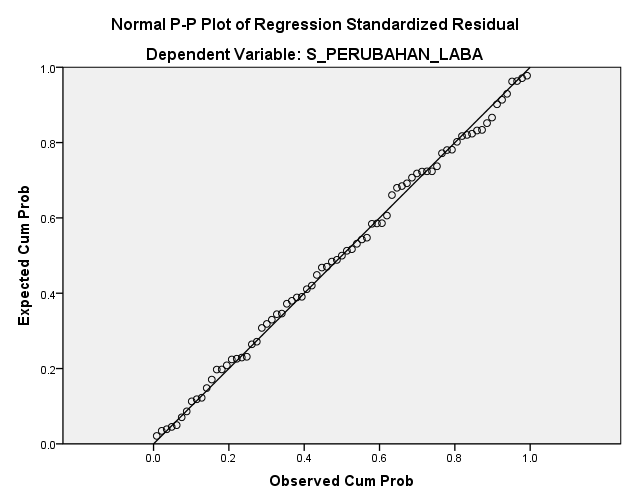 Normal P-P Plot of Regression Standardized Residual
Dependent Variable: S_PERUBAHAN_LABA
1.0
0.8
0.6
0.4
0.2
0.0
Expected Cum Prob
0.0 0.2 0.4 0.6 0.8 1.0
Observed Cum Prob